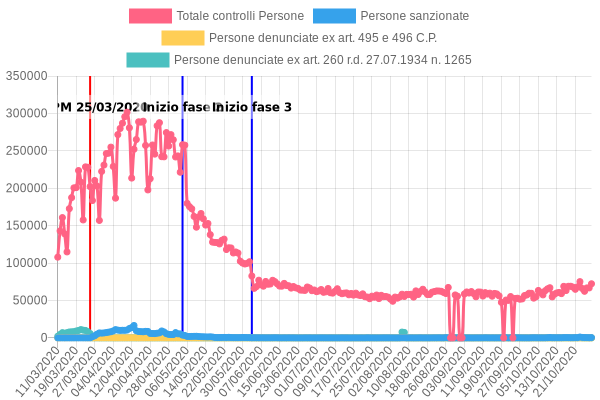 Totale controlli Persone Persone sanzionate
Persone denunciate ex art. 495 e 496 C.P.
Persone denunciate ex art. 260 r.d. 27.07.1934 n. 1265
350000
PM 25/03/2020 Inizio fase Inizio fase 3
300000
250000
200000
150000
100000
50000
0
11/03/2020 19/03/2020 27/03/2020 04/04/2020 12/04/2020 20/04/2020 28/04/2020 06/05/2020 14/05/2020 22/05/2020 30/05/2020 07/06/2020 15/06/2020 23/06/2020 01/07/2020 09/07/2020 17/07/2020 25/07/2020 02/08/2020 10/08/2020 18/08/2020 26/08/2020 03/09/2020 11/09/2020 19/09/2020 27/09/2020 05/10/2020 13/10/2020 21/10/2020